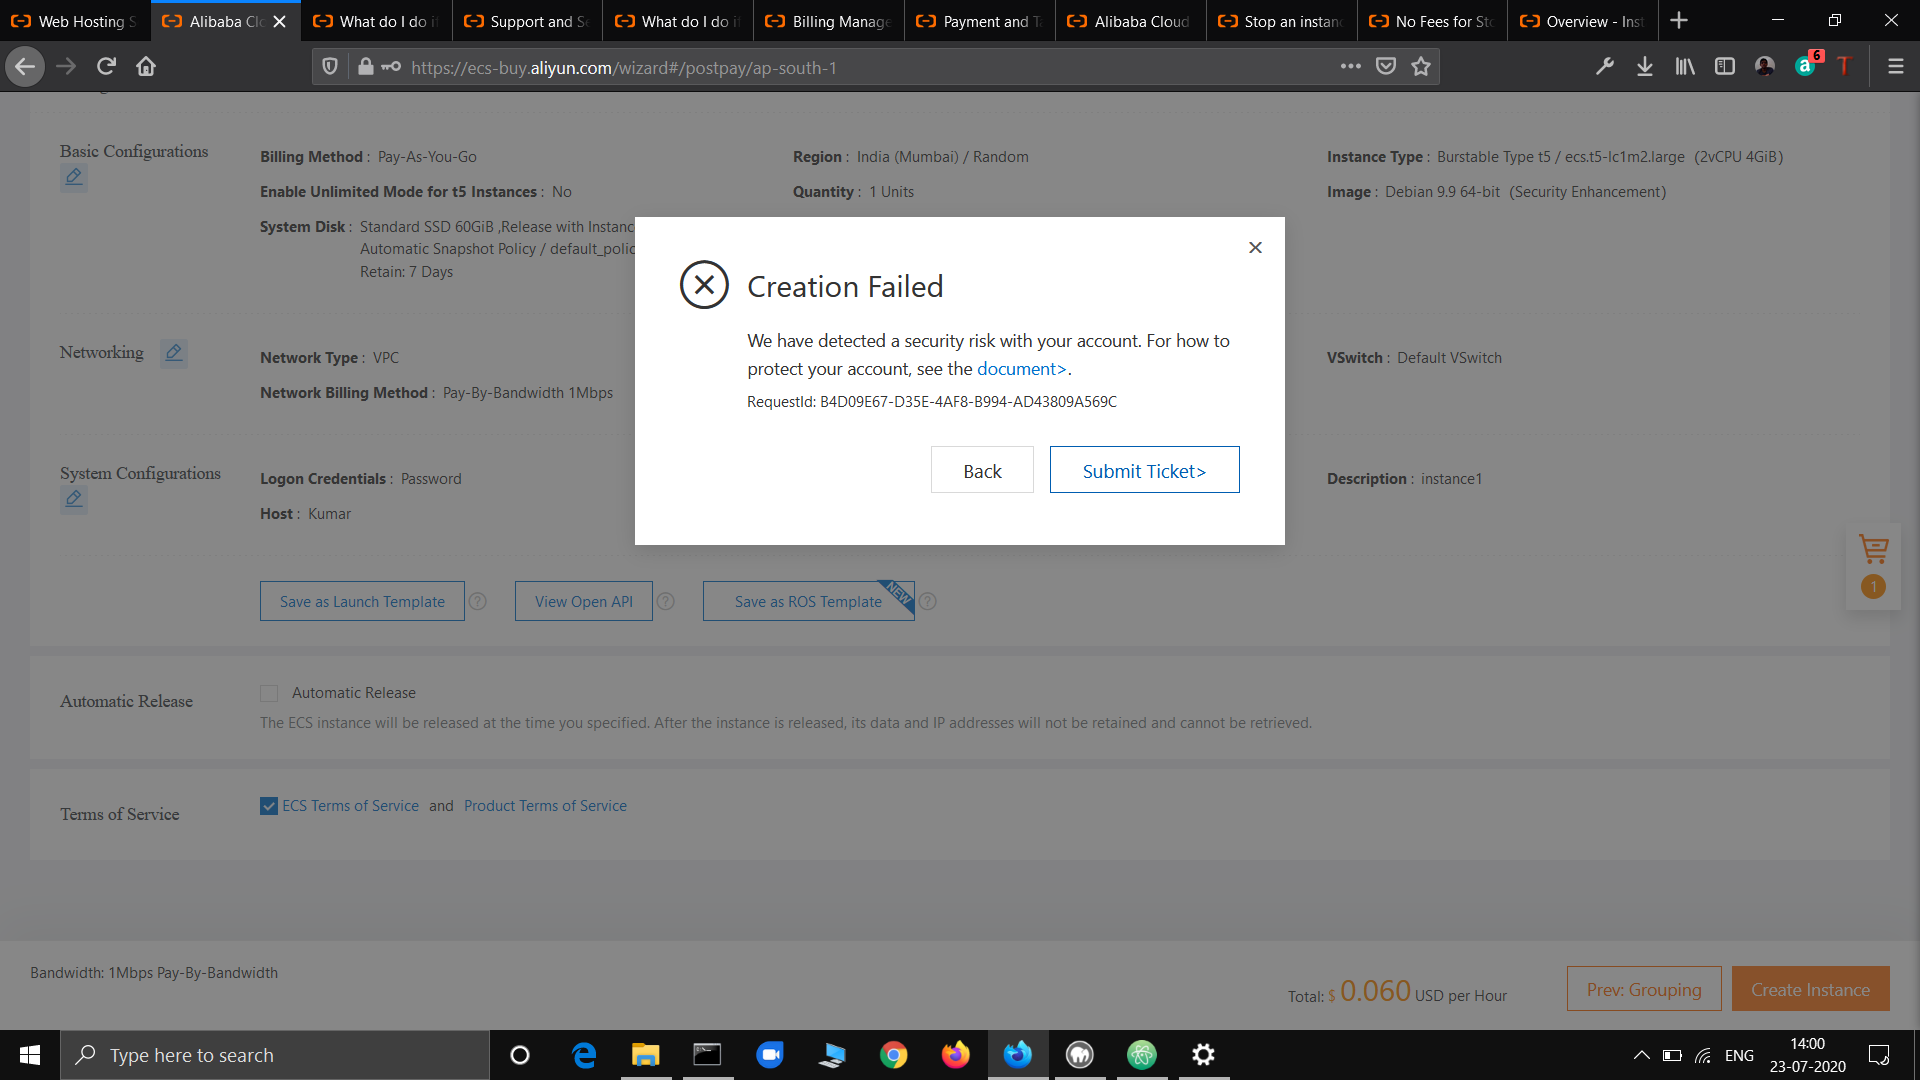 Web Hosting S
Alibaba Clo
What do I do if
Support and Se
What do I do if
Billing Manage
Payment and Ta
Alibaba Cloud
Stop an instanc
No Fees for Sto
Overview - Inst
https://ecs-buy.aliyun.com/wizard#/postpay/ap-south-1
6
Basic Configurations
Billing Method : Pay-As-You-Go
Region : India (Mumbai) / Random
Instance Type : Burstable Type t5 / ecs.t5-lc1m2.large (2vCPU 4GiB)
Enable Unlimited Mode for t5 Instances : No
Quantity : 1 Units
Image : Debian 9.9 64-bit (Security Enhancement)
System Disk : Standard SSD 60GiB ,Release with Instanc
Automatic Snapshot Policy / default_polic
Retain: 7 Days
Creation Failed
We have detected a security risk with your account. For how to
protect your account, see the document>.
RequestId: B4D09E67-D35E-4AF8-B994-AD43809A569C
Back
Submit Ticket>
Networking
Network Type : VPC
VSwitch : Default VSwitch
Network Billing Method : Pay-By-Bandwidth 1Mbps
System Configurations
Logon Credentials : Password
Description : instance1
Host : Kumar
Save as Launch Template
View Open API
Save as ROS Template
NEW
1
Automatic Release
Automatic Release
The ECS instance will be released at the time you specified. After the instance is released, its data and IP addresses will not be retained and cannot be retrieved.
Terms of Service
ECS Terms of Service and Product Terms of Service
Bandwidth: 1Mbps Pay-By-Bandwidth
Total: $ 0.060 USD per Hour
Prev: Grouping
Create Instance
Type here to search
ENG
14:00
23-07-2020